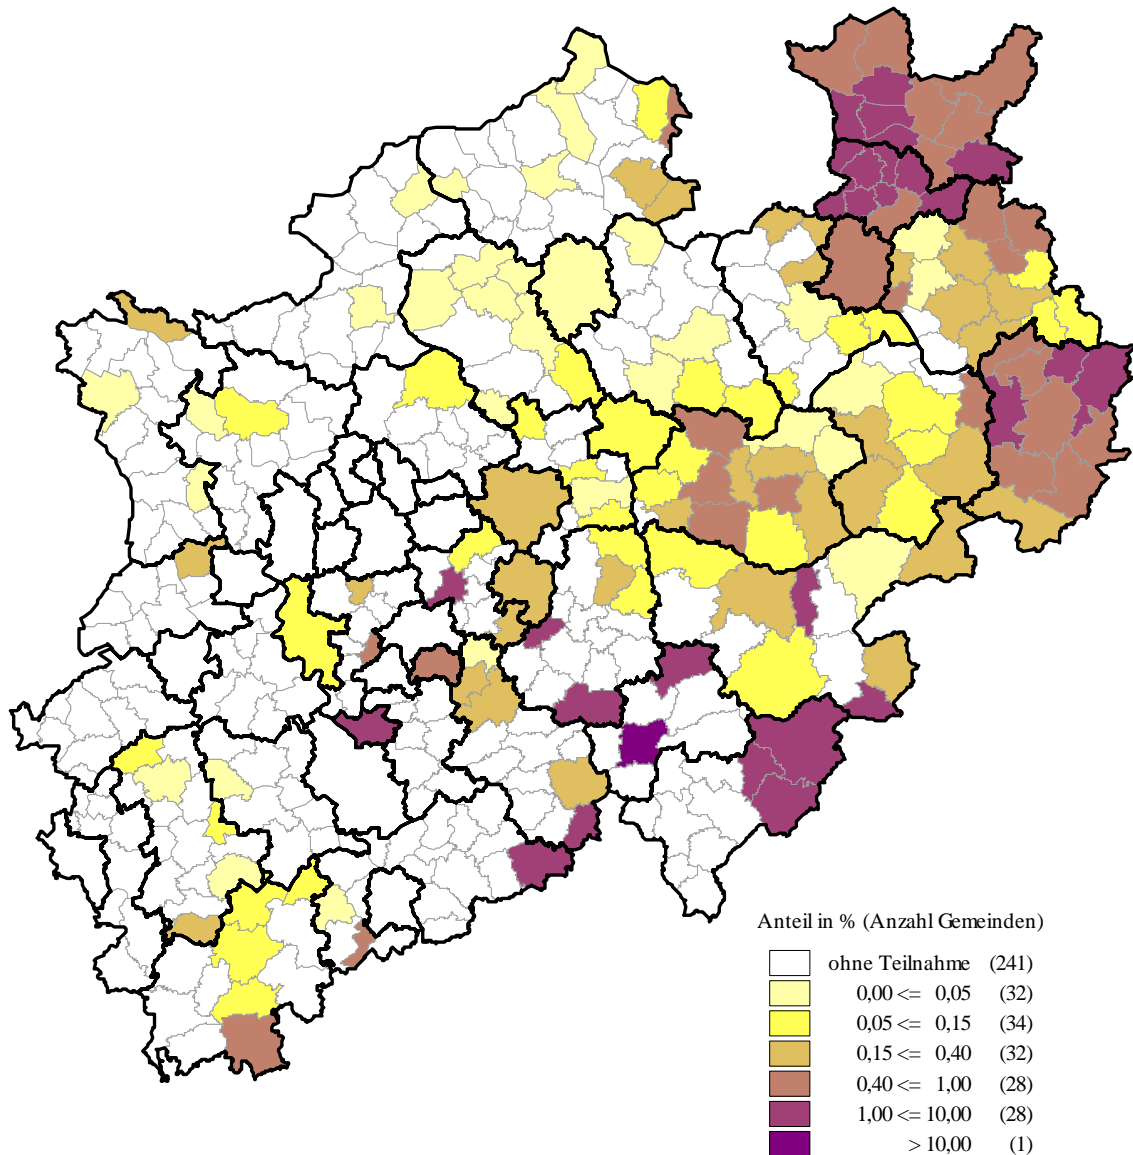 Anteil in % (Anzahl Gemeinden)
ohne Teilnahme (241)
0,00 <= 0,05 (32)
0,05 <= 0,15 (34)
0,15 <= 0,40 (32)
0,40 <= 1,00 (28)
1,00 <= 10,00 (28)
> 10,00 (1)